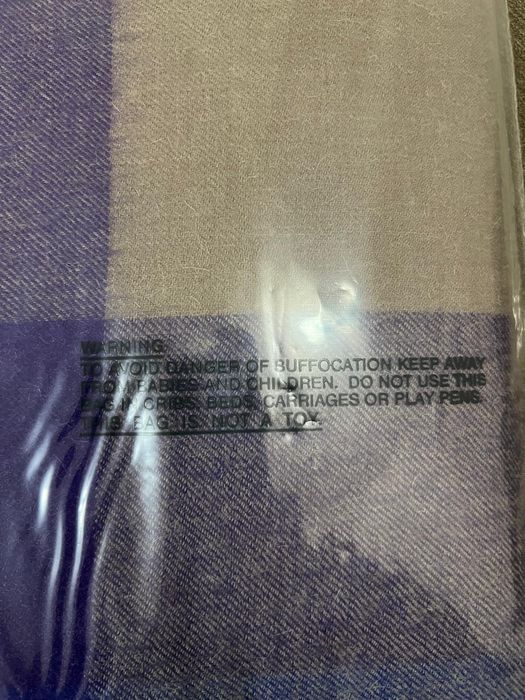 WARNING
TO AVOID DANGER OF BUFFOCATION KEEP AWAY
FROM BABIES AND CHILDREN. DO NOT USE THIS
BAG IN CRIBS, BEDS, CARRIAGES OR PLAY PENS.
THIS BAG IS NOT A TOY.